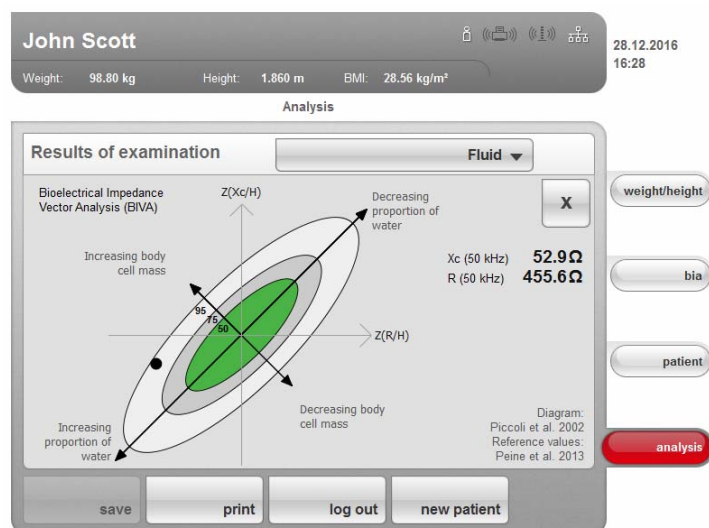 John Scott
28.12.2016
16:28
Weight: 98.80 kg Height: 1.860 m BMI: 28.56 kg/m²
Analysis
Results of examination
Fluid
Bioelectrical Impedance
Vector Analysis (BIVA)
Z(Xc/H)
Decreasing
proportion of
water
X
weight/height
Increasing body
cell mass
Xc (50 kHz) 52.9Ω
R (50 kHz) 455.6Ω
bia
95
75
50
Z(R/H)
patient
Decreasing body
cell mass
Increasing
proportion of
water
Diagram:
Piccoli et al. 2002
Reference values:
Peine et al. 2013
analysis
save
print
log out
new patient